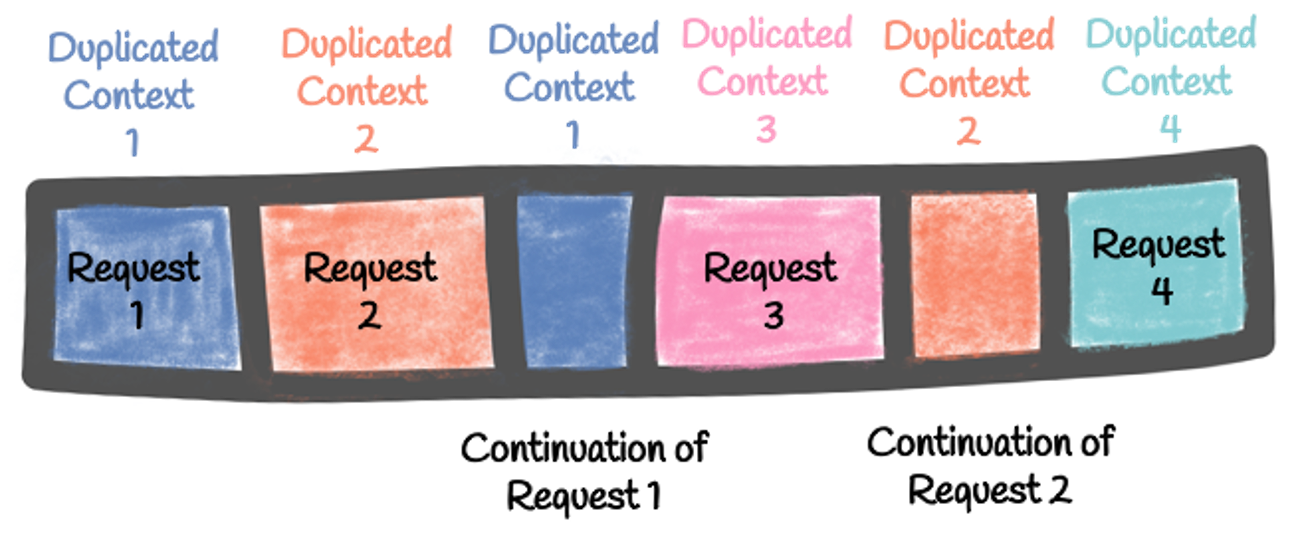 Duplicated
Context
1
Duplicated
Context
2
Duplicated
Context
1
Duplicated
Context
3
Duplicated
Context
2
Duplicated
Context
4
Request
1
Request
2
Request
3
Request
4
Continuation of
Request 1
Continuation of
Request 2